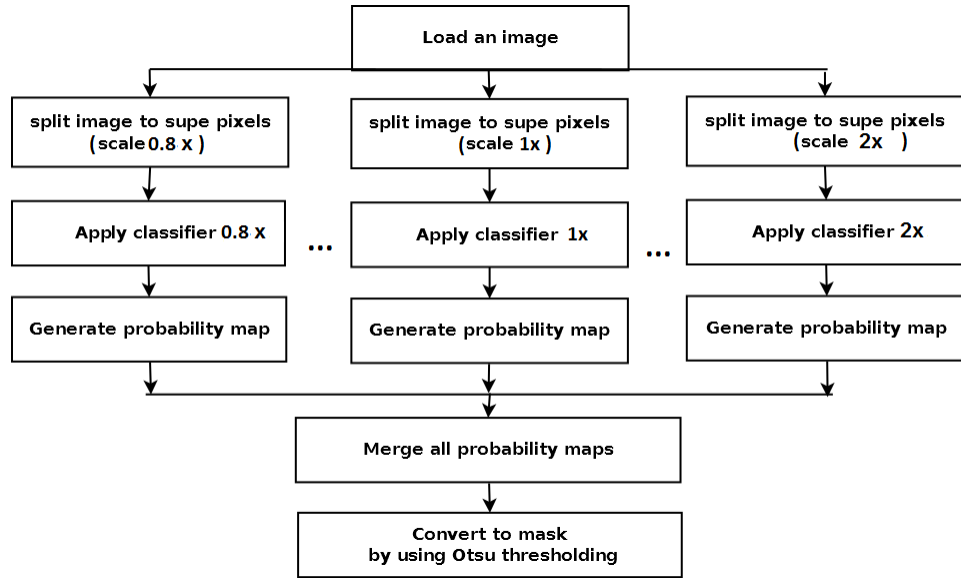 Load an image
split image to supe pixels
(scale 0.8 x )
split image to supe pixels
(scale 1x )
split image to supe pixels
(scale 2x )
Apply classifier 0.8 x
...
Apply classifier 1x
...
Apply classifier 2x
Generate probability map
Generate probability map
Generate probability map
Merge all probability maps
Convert to mask
by using Otsu thresholding